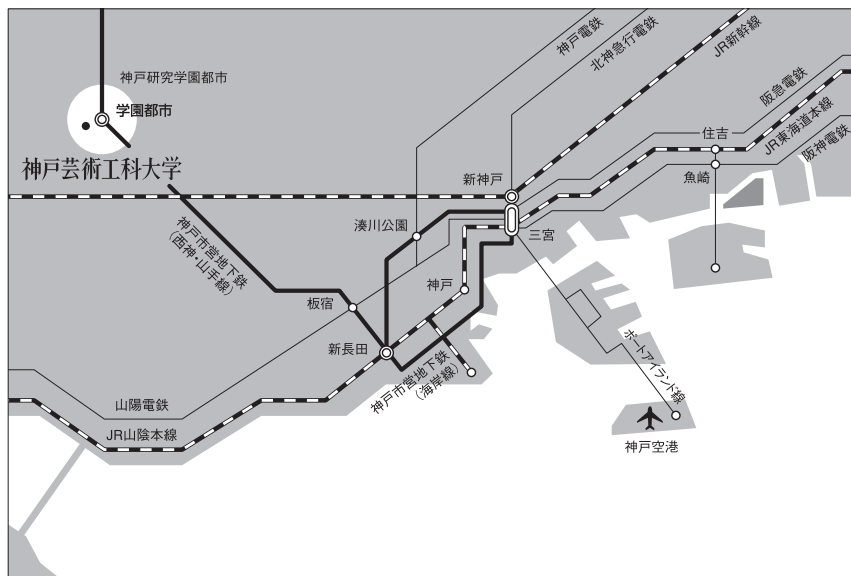 神戸電鉄
北神急行電鉄
JR新幹線
神戸研究学園都市
学園都市
阪急電鉄
住吉
JR東海道本線
阪神電鉄
神戸芸術工科大学
新神戸
魚崎
湊川公園
三宮
神戸市営地下鉄
(西神・山手線)
神戸
板宿
新長田
ポートアイランド線
神戸市営地下鉄
(海岸線)
山陽電鉄
JR山陰本線
神戸空港